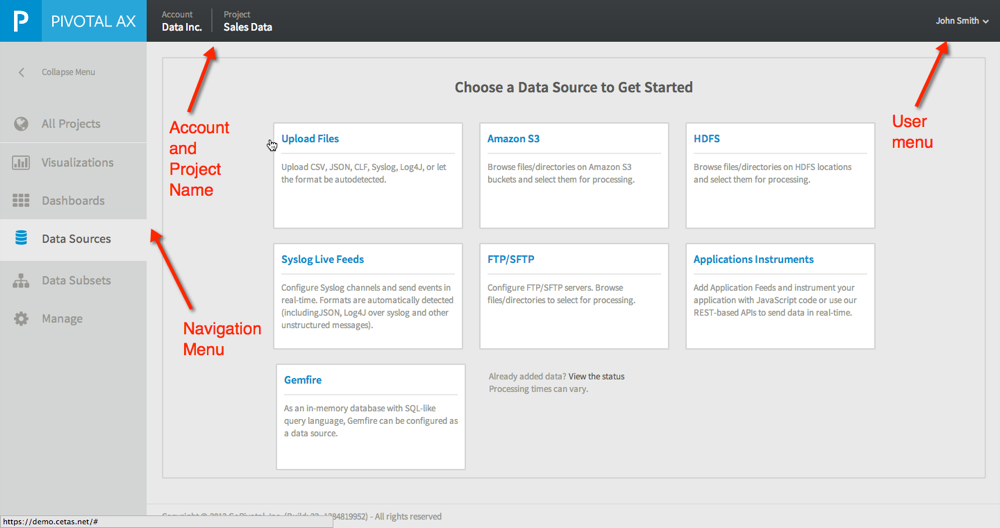 P PIVOTAL AX
Account
Data Inc.
Project
Sales Data
John Smith
Collapse Menu
All Projects
Visualizations
Dashboards
Data Sources
Data Subsets
Manage
Account
and
Project
Name
User
menu
Navigation
Menu
Choose a Data Source to Get Started
Upload Files
Upload CSV, JSON, CLF, Syslog, Log4J, or let
the format be autodetected.
Amazon S3
Browse files/directories on Amazon S3
buckets and select them for processing.
HDFS
Browse files/directories on HDFS locations
and select them for processing.
Syslog Live Feeds
Configure Syslog channels and send events in
real-time. Formats are automatically detected
(including.JSON, Log4J over syslog and other
unstructured messages).
FTP/SFTP
Configure FTP/SFTP servers. Browse
files/directories to select for processing.
Applications Instruments
Add Application Feeds and instrument your
application with JavaScript code or use our
REST-based APIs to send data in real-time.
Gemfire
As an in-memory database with SQL-like
query language, Gemfire can be configured as
a data source.
Already added data? View the status
Processing times can vary.
- All rights reserved
https://demo.cetas.net/#